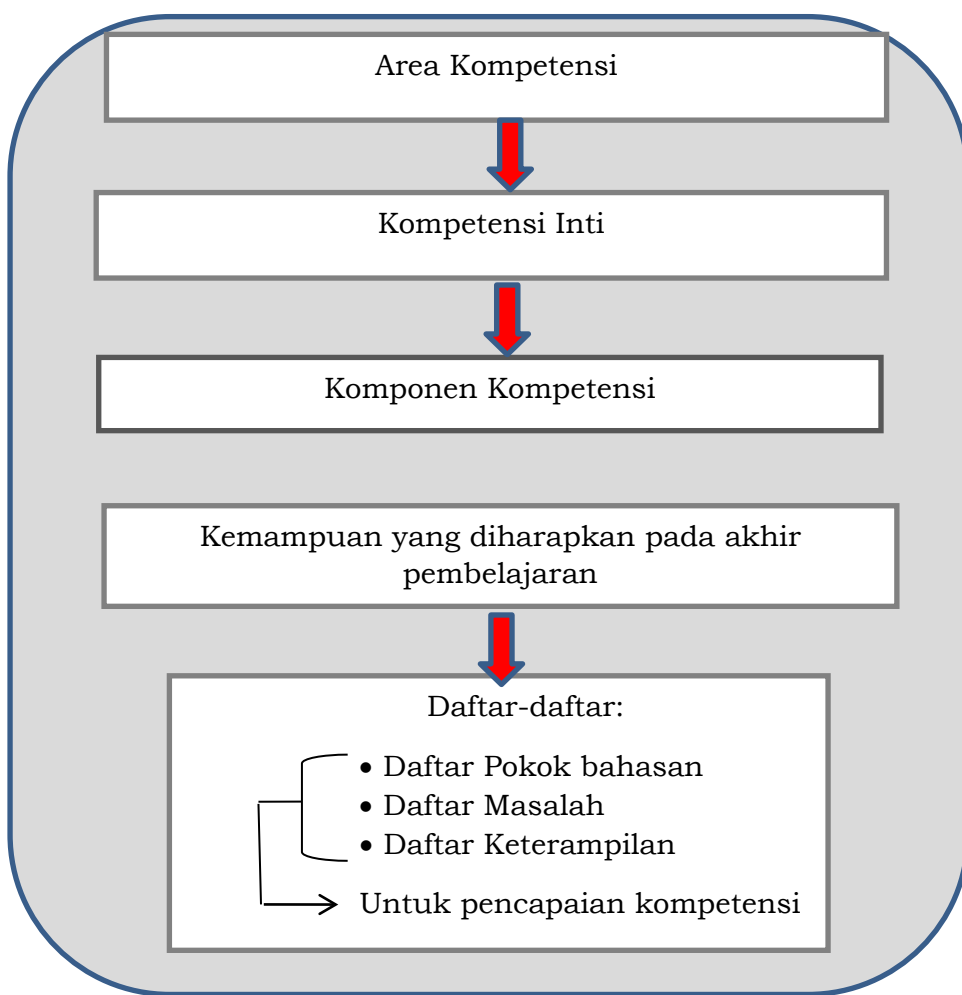 Area Kompetensi
Kompetensi Inti
Komponen Kompetensi
Kemampuan yang diharapkan pada akhir
pembelajaran
Daftar-daftar:
• Daftar Pokok bahasan
• Daftar Masalah
• Daftar Keterampilan
Untuk pencapaian kompetensi